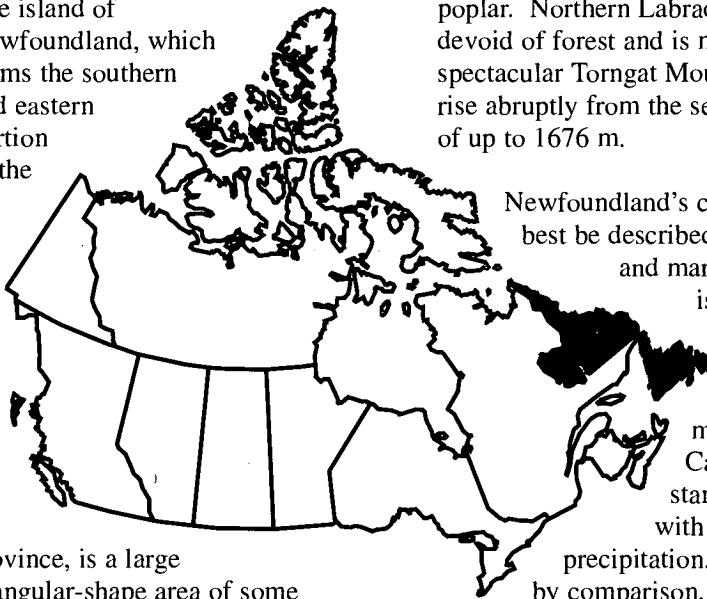 e island of
wfoundland, which
ms the southern
d eastern
rtion
the
ovince, is a large
angular-shape area of some
poplar. Northern Labrad
devoid of forest and is n
spectacular Torngat Mou
rise abruptly from the se
of up to 1676 m.
Newfoundland's c
best be described
and mar
is
m
Ca
star
with
precipitation.
by comparison,